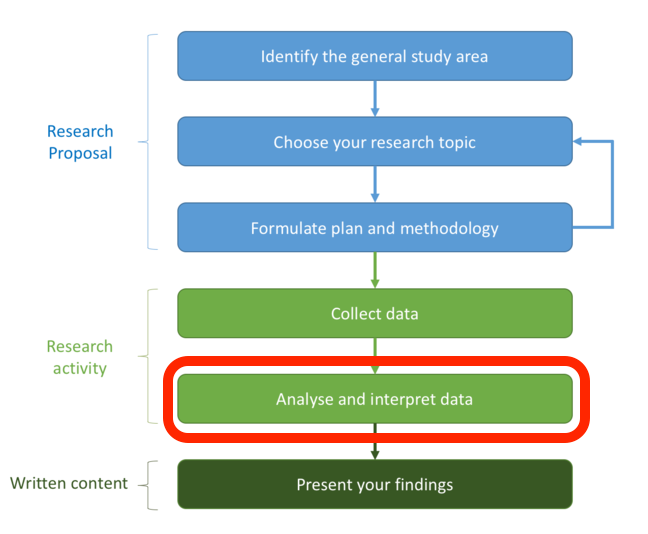 Identify the general study area
Research
Proposal
Choose your research topic
Formulate plan and methodology
Collect data
Research
activity
Analyse and interpret data
Written content
Present your findings